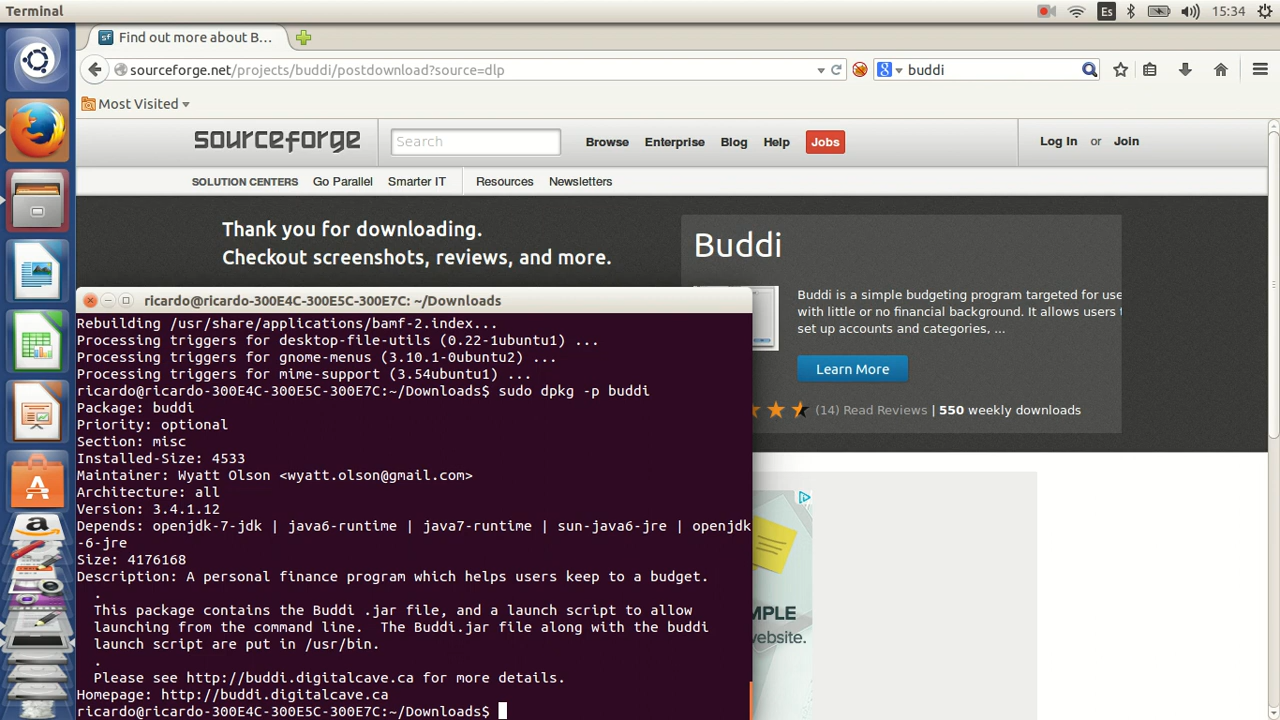 Terminal
Es
15:34
sf Find out more about B...
sourceforge.net/projects/buddi/postdownload?source=dlp
buddi
Most Visited
sourceforge
Search
Browse Enterprise Blog Help Jobs
Log In or Join
SOLUTION CENTERS Go Parallel Smarter IT Resources Newsletters
Thank you for downloading.
Checkout screenshots, reviews, and more.
Buddi
Buddi is a simple budgeting program targeted for use
with little or no financial background. It allows users
set up accounts and categories, ...
Learn More
(14) Read Reviews | 550 weekly downloads
ricardo@ricardo-300E4C-300E5C-300E7C: ~/Downloads
Rebuilding /usr/share/applications/bamf-2.index...
Processing triggers for desktop-file-utils (0.22-1ubuntu1) ...
Processing triggers for gnome-menus (3.10.1-0ubuntu2) ...
Processing triggers for mime-support (3.54ubuntu1) ...
ricardo@ricardo-300E4C-300E5C-300E7C:~/Downloads$ sudo dpkg -p buddi
Package: buddi
Priority: optional
Section: misc
Installed-Size: 4533
Maintainer: Wyatt Olson <wyatt.olson@gmail.com>
Architecture: all
Version: 3.4.1.12
Depends: openjdk-7-jdk | java6-runtime | java7-runtime | sun-java6-jre | openjdk
-6-jre
Size: 4176168
Description: A personal finance program which helps users keep to a budget.
.
This package contains the Buddi .jar file, and a launch script to allow
launching from the command line.  The Buddi.jar file along with the buddi
launch script are put in /usr/bin.
.
Please see http://buddi.digitalcave.ca for more details.
Homepage: http://buddi.digitalcave.ca
ricardo@ricardo-300E4C-300E5C-300E7C:~/Downloads$
MPLE
website.